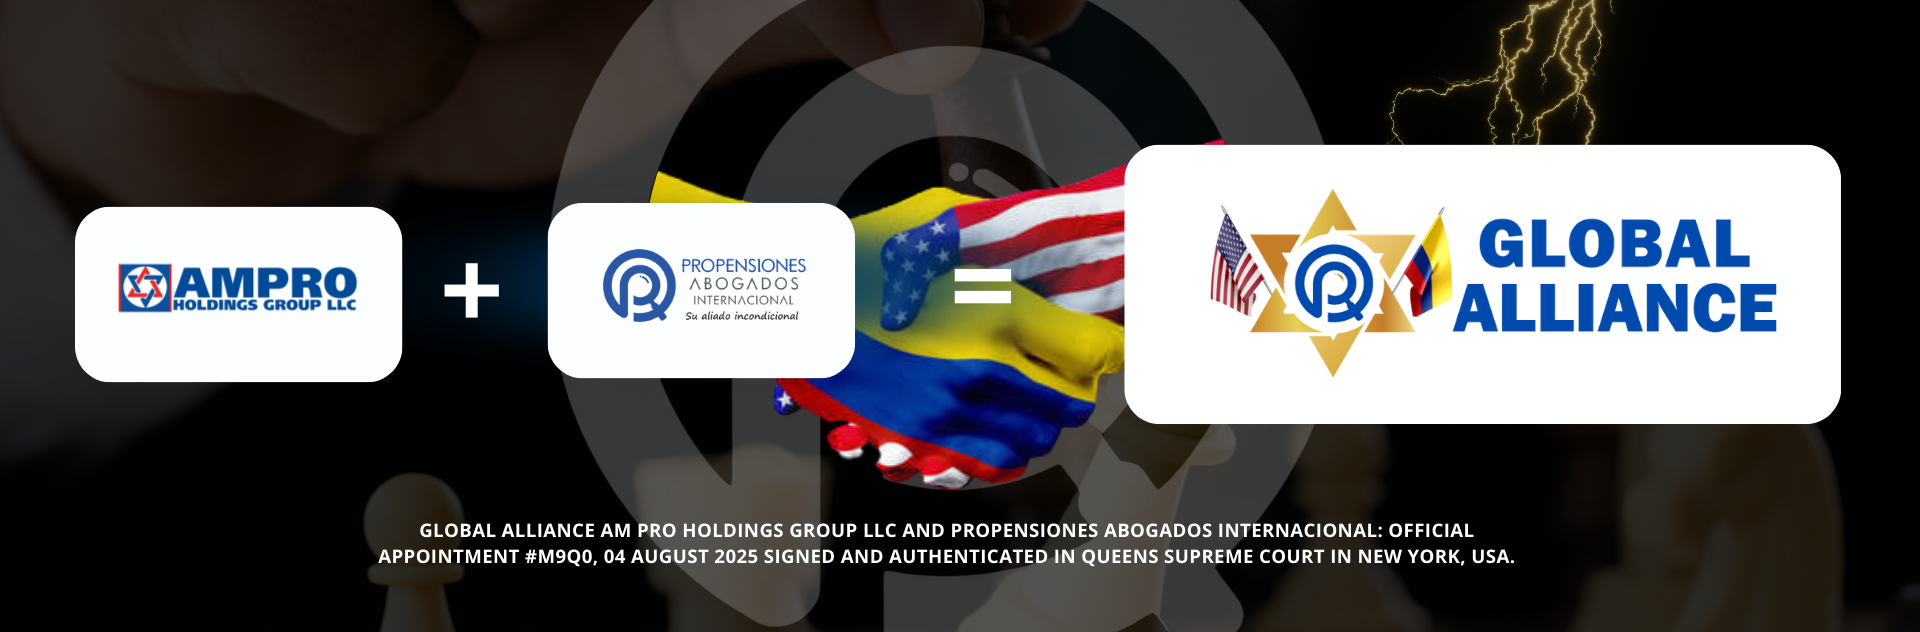 AMPRO
HOLDINGS GROUP LLC
+
PROPENSIONES
ABOGADOS
INTERNACIONAL
Su aliado incondicional
=
GLOBAL
ALLIANCE
GLOBAL ALLIANCE AM PRO HOLDINGS GROUP LLC AND PROPENSIONES ABOGADOS INTERNACIONAL: OFFICIAL
APPOINTMENT #M9Q0, 04 AUGUST 2025 SIGNED AND AUTHENTICATED IN QUEENS SUPREME COURT IN NEW YORK, USA.